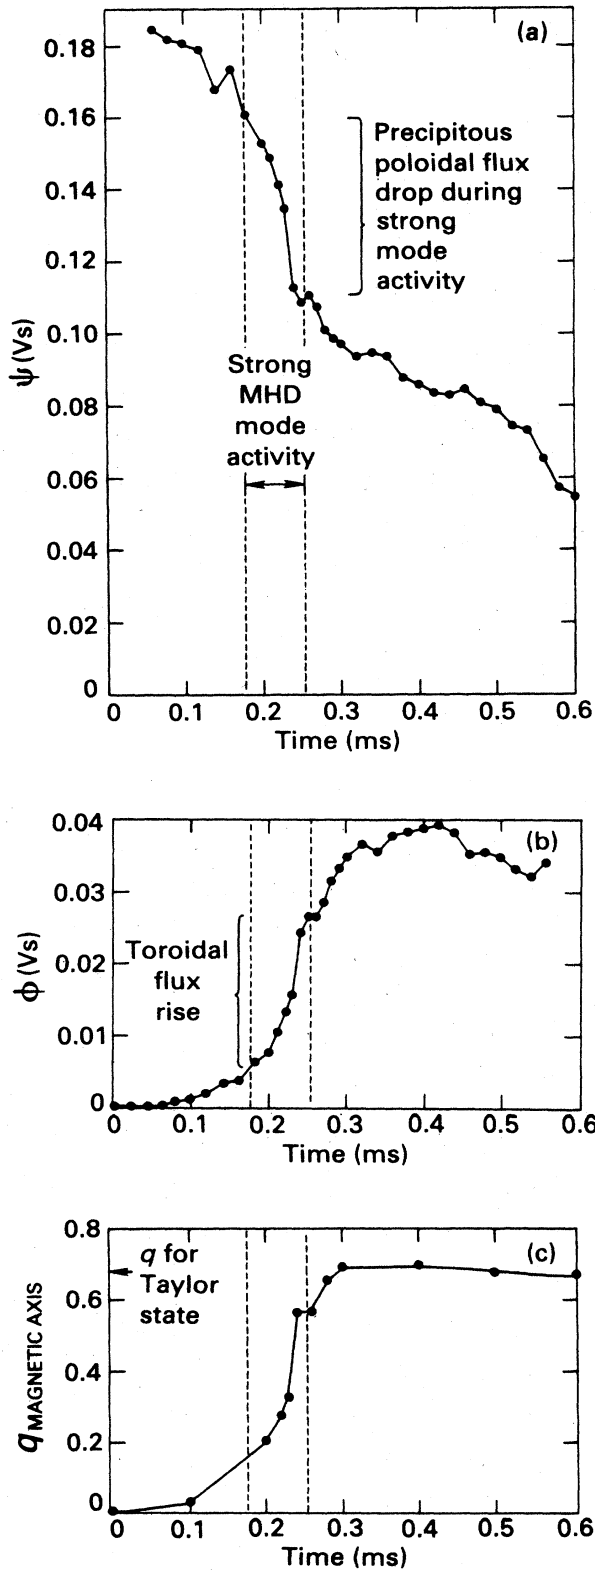 (a)
0.18
0.16
0.14
0.12
0.10
0.08
0.06
0.04
0.02
0
ψ (Vs)
Precipitous
poloidal flux
drop during
strong
mode
activity
Strong
MHD
mode
activity
0 0.1 0.2 0.3 0.4 0.5 0.6
Time (ms)
(b)
0.04
0.03
0.02
0.01
0
ϕ (Vs)
Toroidal
flux
rise
0 0.1 0.2 0.3 0.4 0.5 0.6
Time (ms)
(c)
0.8
0.6
0.4
0.2
0
q MAGNETIC AXIS
q for
Taylor
state
0 0.1 0.2 0.3 0.4 0.5 0.6
Time (ms)